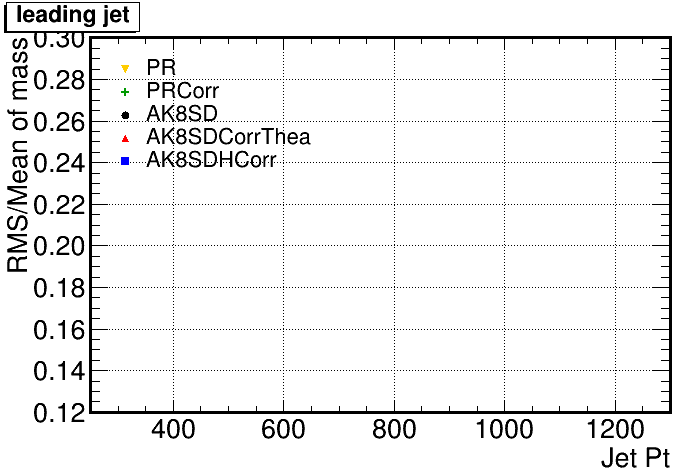 leading jet
RMS/Mean of mass
0.30
0.28
0.26
0.24
0.22
0.20
0.18
0.16
0.14
0.12
PR
PRCorr
AK8SD
AK8SDCorrThea
AK8SDHCorr
400 600 800 1000 1200
Jet Pt